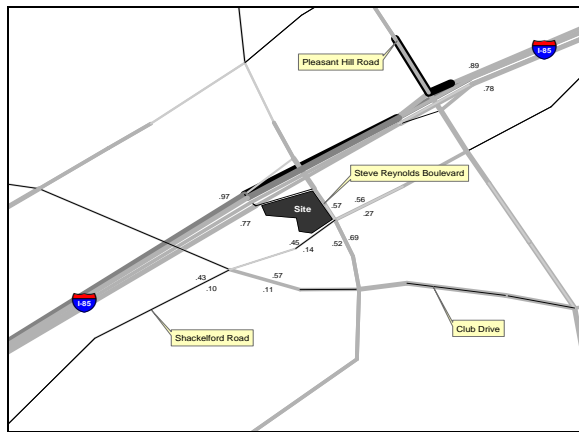 I-85
.89
Pleasant Hill Road
.78
Steve Reynolds Boulevard
.97
Site
.57
.56
.27
.77
.69
.45
.14
.52
.43
.10
.57
.11
I-85
Shackelford Road
Club Drive